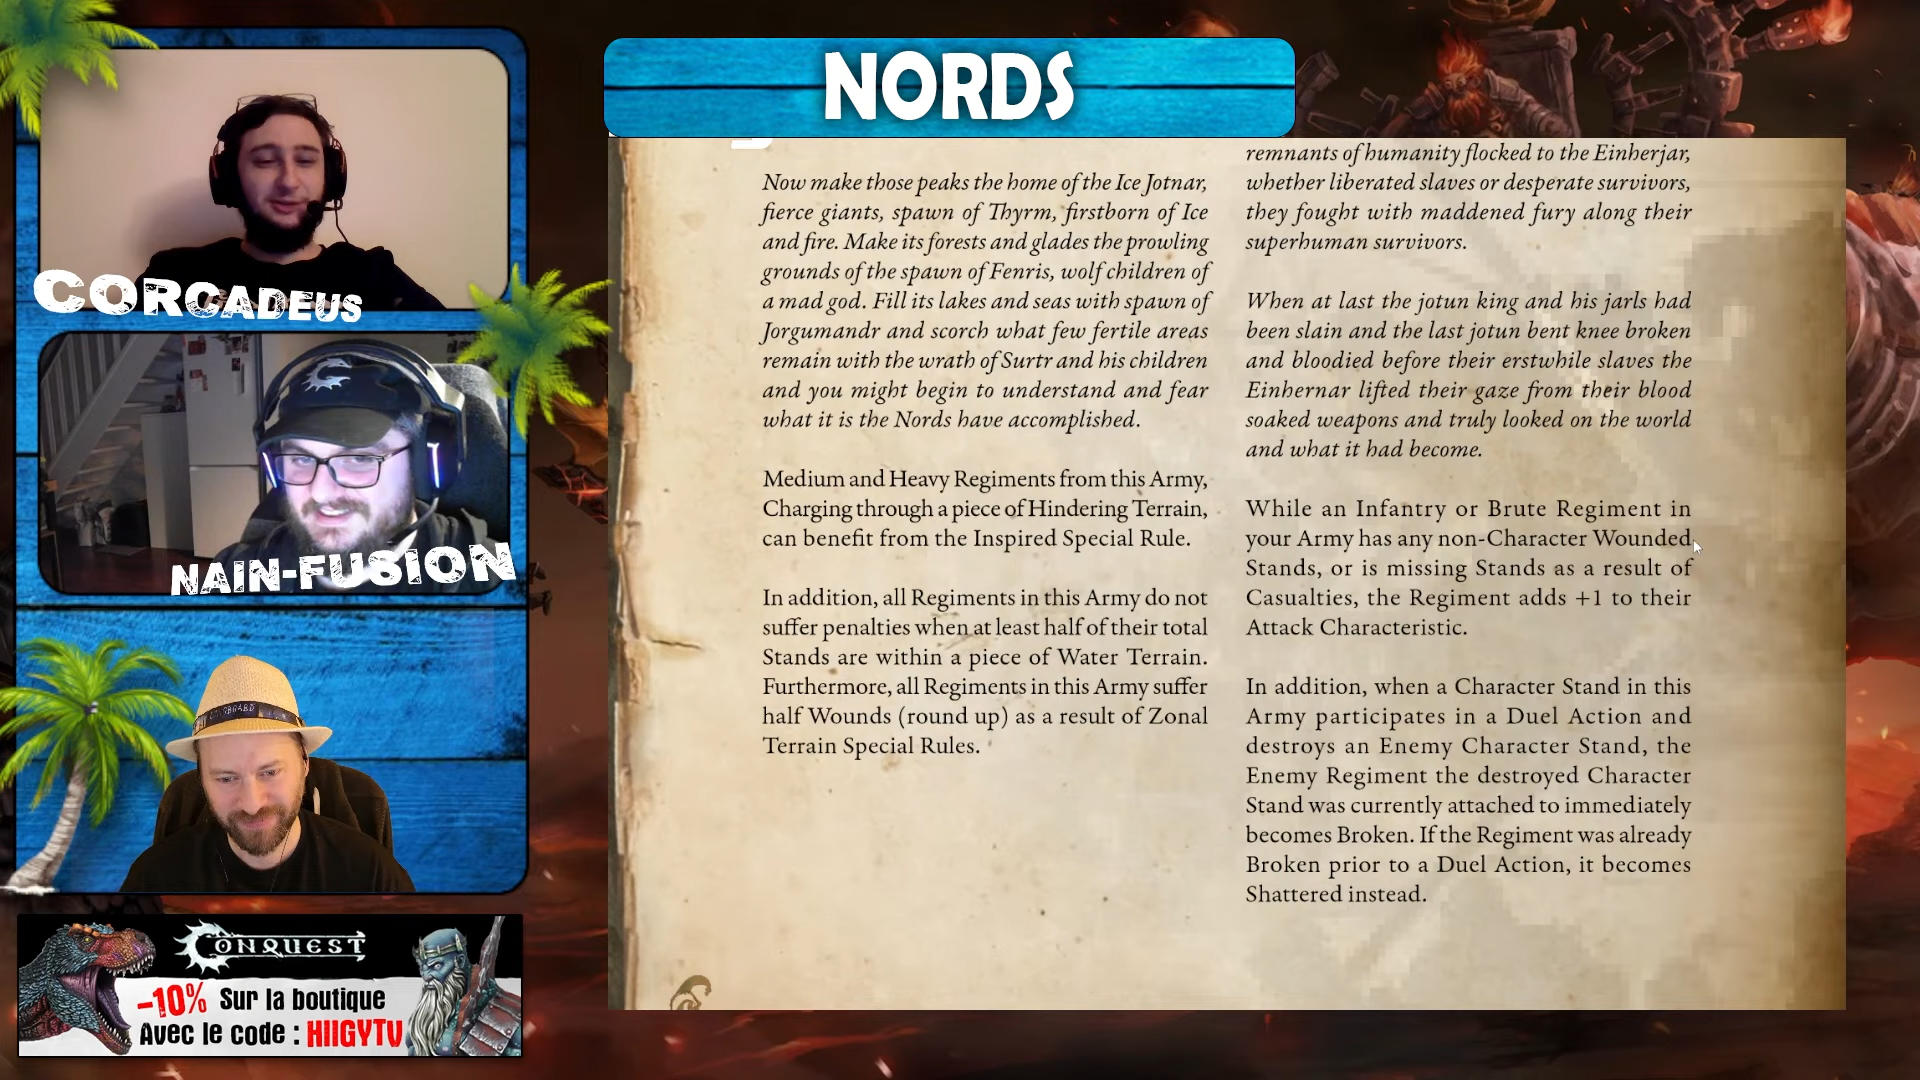 NORDS
CORCADEUS
NAIN-FUSION
CONQUEST
-10% Sur la boutique
Avec le code : HIIGYTV
Now make those peaks the home of the Ice Jotnar,
fierce giants, spawn of Thyrm, firstborn of Ice
and fire. Make its forests and glades the prowling
grounds of the spawn of Fenris, wolf children of
a mad god. Fill its lakes and seas with spawn of
Jorgumandr and scorch what few fertile areas
remain with the wrath of Surtr and his children
and you might begin to understand and fear
what it is the Nords have accomplished.
Medium and Heavy Regiments from this Army,
Charging through a piece of Hindering Terrain,
can benefit from the Inspired Special Rule.
In addition, all Regiments in this Army do not
suffer penalties when at least half of their total
Stands are within a piece of Water Terrain.
Furthermore, all Regiments in this Army suffer
half Wounds (round up) as a result of Zonal
Terrain Special Rules.
remnants of humanity flocked to the Einherjar,
whether liberated slaves or desperate survivors,
they fought with maddened fury along their
superhuman survivors.
When at last the jotun king and his jarls had
been slain and the last jotun bent knee broken
and bloodied before their erstwhile slaves the
Einhernar lifted their gaze from their blood
soaked weapons and truly looked on the world
and what it had become.
While an Infantry or Brute Regiment in
your Army has any non-Character Wounded
Stands, or is missing Stands as a result of
Casualties, the Regiment adds +1 to their
Attack Characteristic.
In addition, when a Character Stand in this
Army participates in a Duel Action and
destroys an Enemy Character Stand, the
Enemy Regiment the destroyed Character
Stand was currently attached to immediately
becomes Broken. If the Regiment was already
Broken prior to a Duel Action, it becomes
Shattered instead.